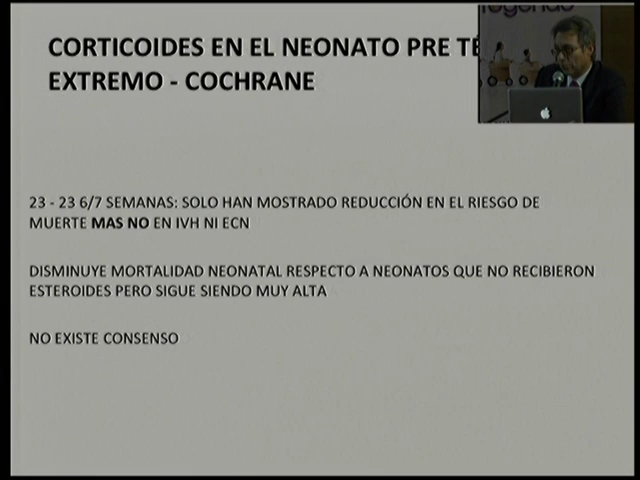 CORTICOIDES EN EL NEONATO PRE
EXTREMO - COCHRANE
23 - 23 6/7 SEMANAS: SOLO HAN MOSTRADO REDUCCIÓN EN EL RIESGO DE
MUERTE MAS NO EN IVH NI ECN
DISMINUYE MORTALIDAD NEONATAL RESPECTO A NEONATOS QUE NO RECIBIERON
ESTEROIDES PERO SIGUE SIENDO MUY ALTA
NO EXISTE CONSENSO